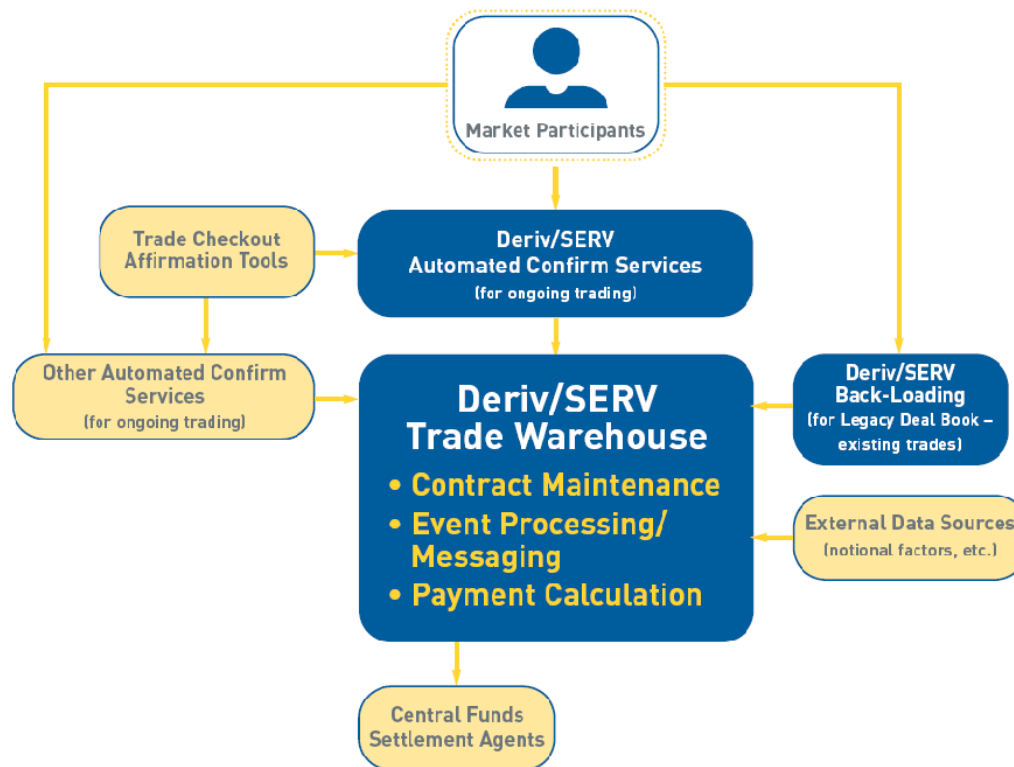 Market Participants
Trade Checkout
Affirmation Tools
Deriv/SERV
Automated Confirm Services
(for ongoing trading)
Other Automated Confirm
Services
(for ongoing trading)
Deriv/SERV
Trade Warehouse
• Contract Maintenance
• Event Processing/
Messaging
• Payment Calculation
Deriv/SERV
Back-Loading
(for Legacy Deal Book –
existing trades)
External Data Sources
(notional factors, etc.)
Central Funds
Settlement Agents